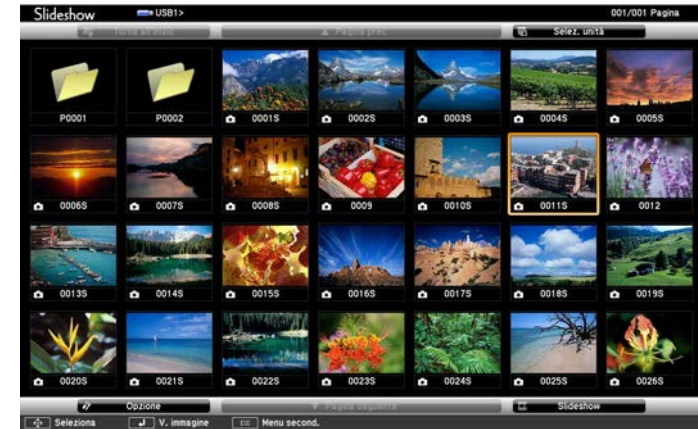 Slideshow USB1> 001/001 Pagina
Torna all'inizio ▲ Pagina prec Selez. unità
P0001 P0002 0001S 0002S 0003S 0004S 0005S
0006S 0007S 0008S 0009 0010S 0011S 0012
0013S 0014S 0015S 0016S 0017S 0018S 0019S
0020S 0021S 0022S 0023S 0024S 0025S 0026S
Opzione ▼ Pagina seguente Slideshow
Seleziona V. immagine ESC Menu second.